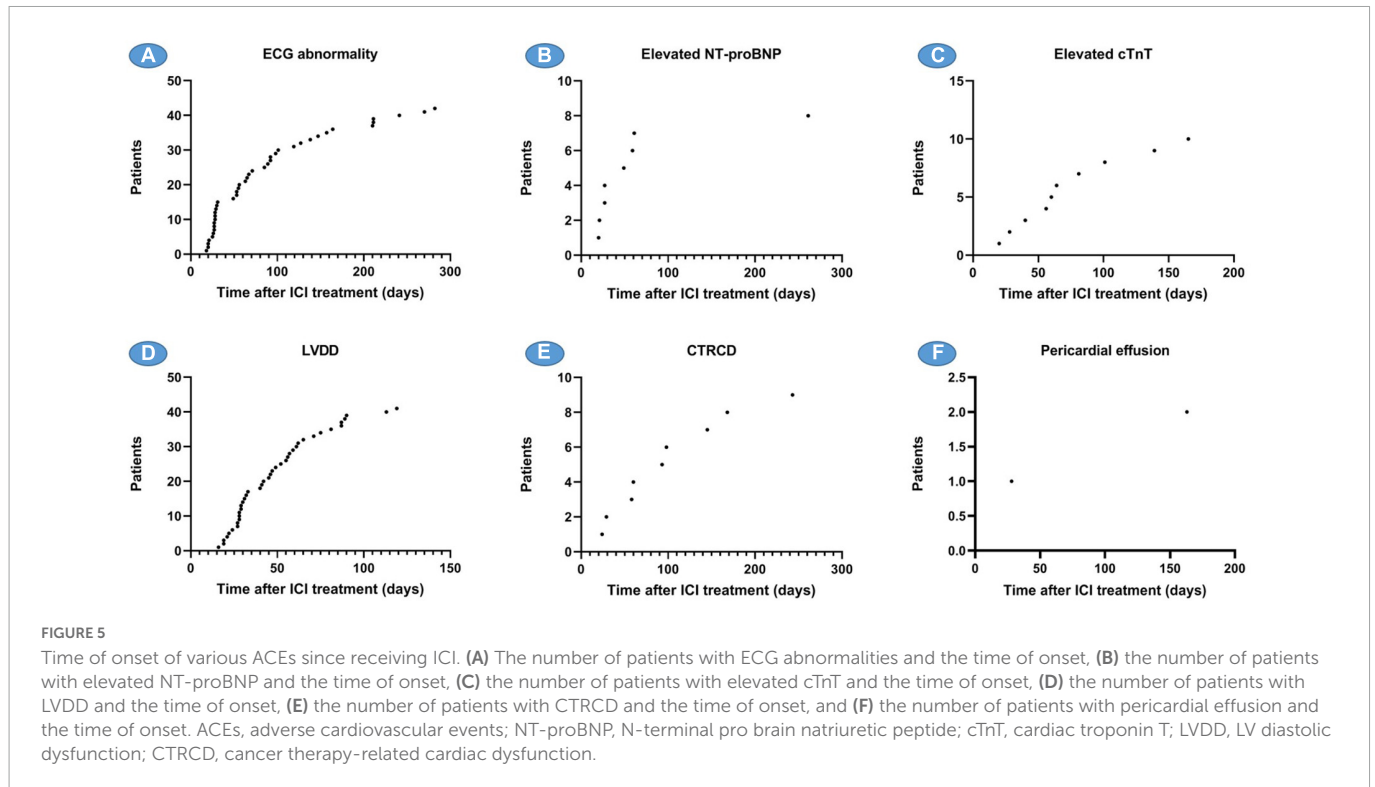 A
ECG abnormality
50
40
30
20
10
0
Patients
0 100 200 300
Time after ICI treatment (days)
B
Elevated NT-proBNP
10
8
6
4
2
0
Patients
0 100 200 300
Time after ICI treatment (days)
C
Elevated cTnT
15
10
5
0
Patients
0 50 100 150 200
Time after ICI treatment (days)
D
LVDD
50
40
30
20
10
0
Patients
0 50 100 150
Time after ICI treatment (days)
E
CTRCD
10
8
6
4
2
0
Patients
0 100 200 300
Time after ICI treatment (days)
F
Pericardial effusion
2.5
2.0
1.5
1.0
0.5
0.0
Patients
0 50 100 150 200
Time after ICI treatment (days)
FIGURE 5
Time of onset of various ACEs since receiving ICI. (A) The number of patients with ECG abnormalities and the time of onset, (B) the number of patients
with elevated NT-proBNP and the time of onset, (C) the number of patients with elevated cTnT and the time of onset, (D) the number of patients with
LVDD and the time of onset, (E) the number of patients with CTRCD and the time of onset, and (F) the number of patients with pericardial effusion and
the time of onset. ACEs, adverse cardiovascular events; NT-proBNP, N-terminal pro brain natriuretic peptide; cTnT, cardiac troponin T; LVDD, LV diastolic
dysfunction; CTRCD, cancer therapy-related cardiac dysfunction.